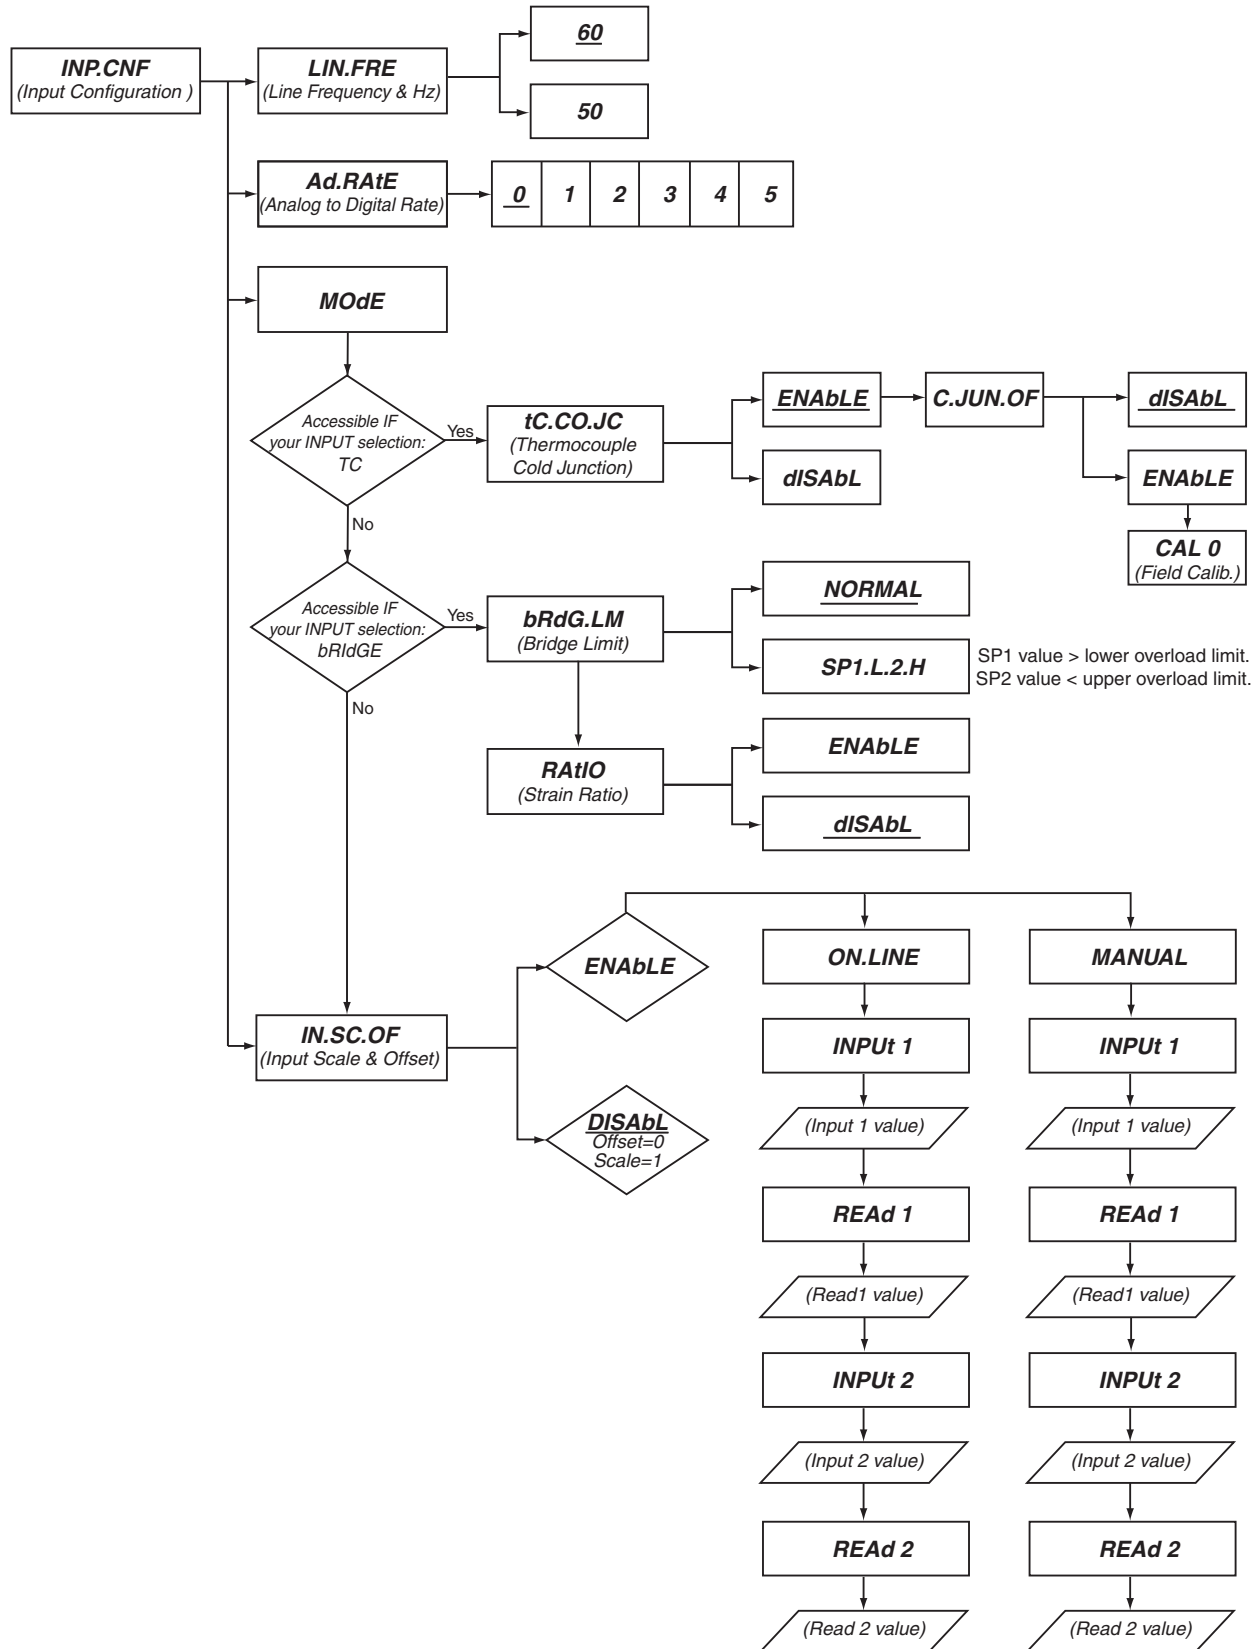 60
INP.CNF
(Input Configuration )
LIN.FRE
(Line Frequency & Hz)
50
Ad.RAtE
(Analog to Digital Rate)
0 1 2 3 4 5
MOdE
Accessible IF
your INPUT selection:
TC
Yes
tC.CO.JC
(Thermocouple
Cold Junction)
ENAbLE
C.JUN.OF
dISAbL
dISAbL
ENAbLE
CAL 0
(Field Calib.)
No
Accessible IF
your INPUT selection:
bRIdGE
Yes
bRdG.LM
(Bridge Limit)
NORMAL
SP1.L.2.H
SP1 value > lower overload limit.
SP2 value < upper overload limit.
No
RAtIO
(Strain Ratio)
ENAbLE
dISAbL
IN.SC.OF
(Input Scale & Offset)
ENAbLE
DISAbL
Offset=0
Scale=1
ON.LINE
INPUt 1
(Input 1 value)
REAd 1
(Read1 value)
INPUt 2
(Input 2 value)
REAd 2
(Read 2 value)
MANUAL
INPUt 1
(Input 1 value)
REAd 1
(Read1 value)
INPUt 2
(Input 2 value)
REAd 2
(Read 2 value)